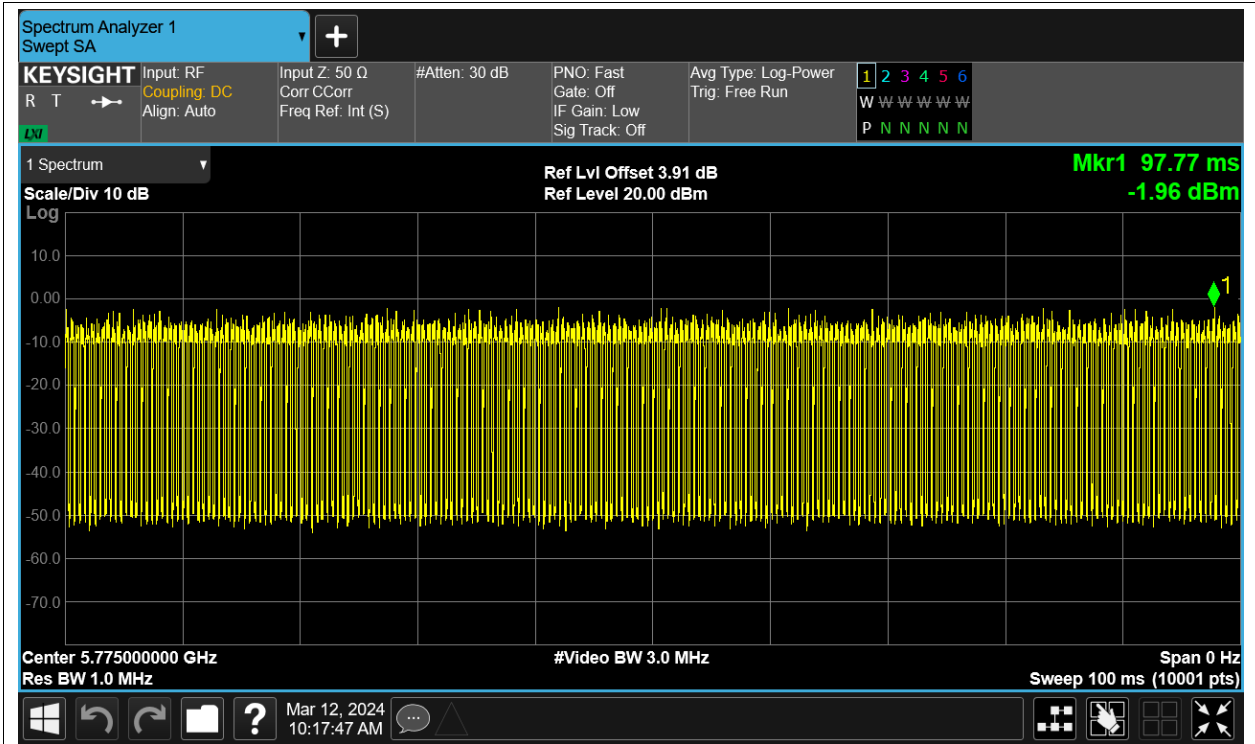 Spectrum Analyzer 1
Swept SA
KEYSIGHT
R T
LXI
Input: RF
Coupling: DC
Align: Auto
Input Z: 50 Ω
Corr CCorr
Freq Ref: Int (S)
#Atten: 30 dB
PNO: Fast
Gate: Off
IF Gain: Low
Sig Track: Off
Avg Type: Log-Power
Trig: Free Run
1 2 3 4 5 6
W W W W W W
P N N N N N
1 Spectrum
Scale/Div 10 dB
Ref Lvl Offset 3.91 dB
Ref Level 20.00 dBm
Mkr1 97.77 ms
-1.96 dBm
Log
10.0
0.00
-10.0
-20.0
-30.0
-40.0
-50.0
-60.0
-70.0
1
Center 5.775000000 GHz
Res BW 1.0 MHz
#Video BW 3.0 MHz
Span 0 Hz
Sweep 100 ms (10001 pts)
?
Mar 12, 2024
10:17:47 AM